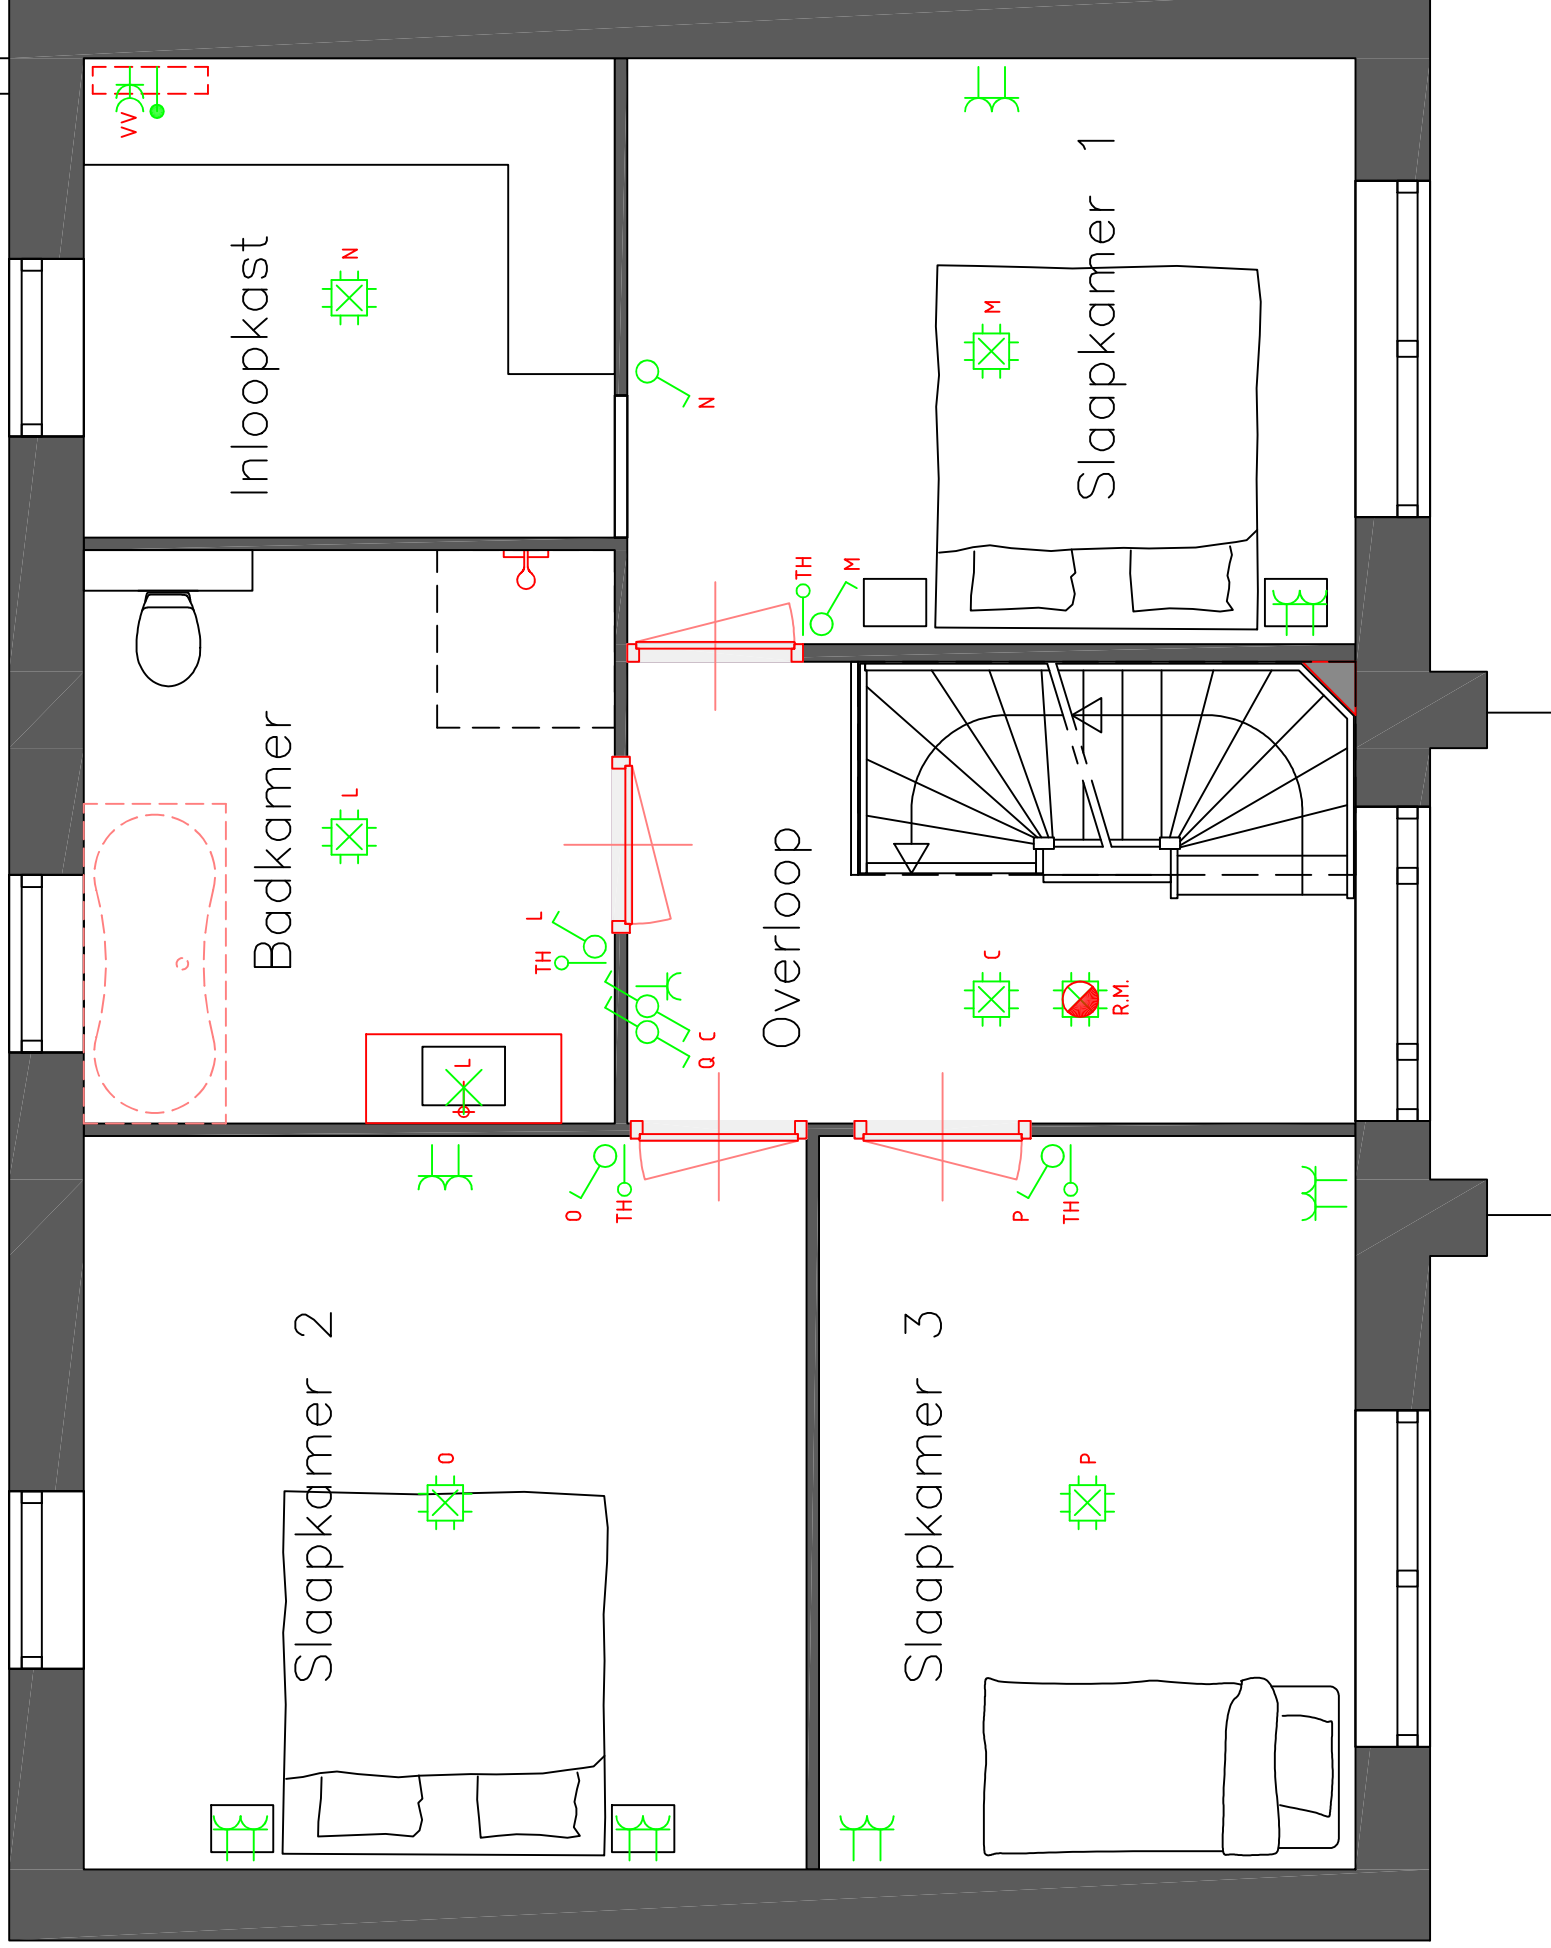 VV
Inloopkast
N
N
Slaapkamer 1
M
TH
M
Badkamer
L
L
TH
L
Overloop
C
R.M.
Q C
O
TH
P
TH
Slaapkamer 2
O
Slaapkamer 3
P